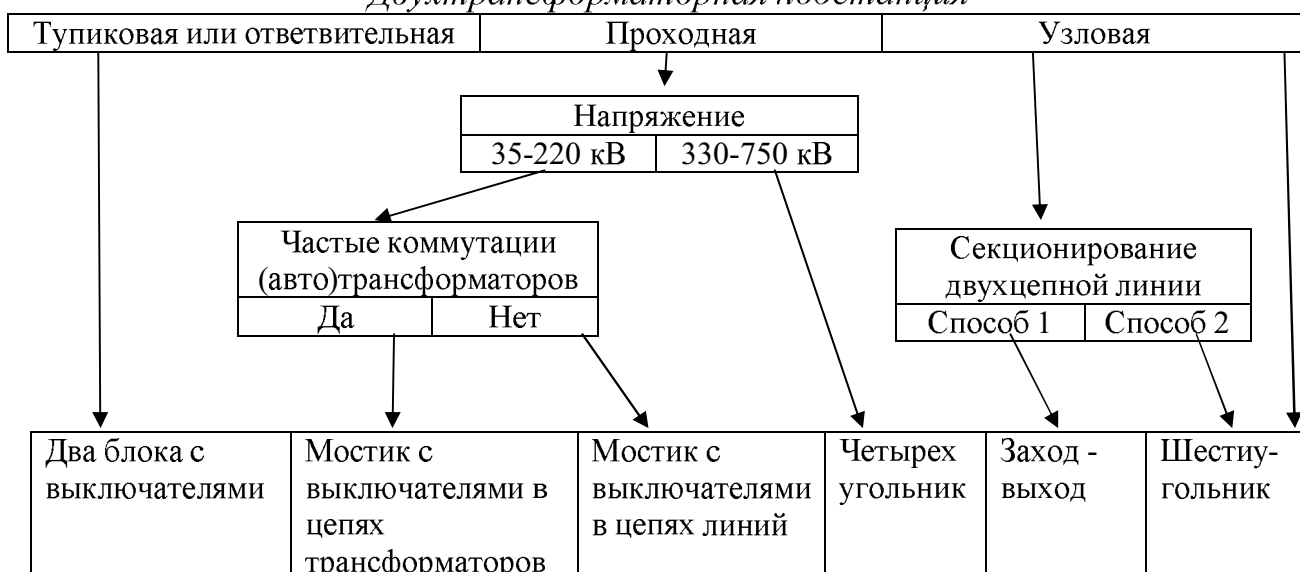 Двухтрансформаторная подстанция
Тупиковая или ответвительная
Проходная
Узловая
Напряжение
35-220 кВ
330-750 кВ
Частые коммутации
(авто)трансформаторов
Да
Нет
Секционирование
двухцепной линии
Способ 1
Способ 2
Два блока с
выключателями
Мостик с
выключателями в
цепях
трансформаторов
Мостик с
выключателями
в цепях линий
Четырех
угольник
Заход -
выход
Шестиу-
гольник